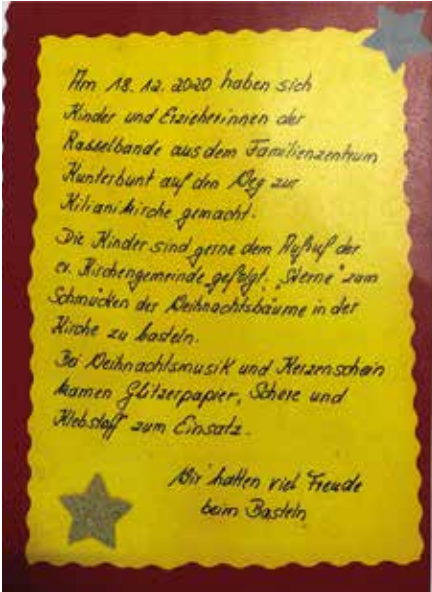 Am 18. 12. 2020 haben sich
Kinder und Erzieherinnen der
Rasselbande aus dem Familienzentrum
Kunterbunt auf den Weg zur
Kilianikirche gemacht.
Die Kinder sind gerne dem Aufruf der
ev. Kirchengemeinde gefolgt, „Sterne" zum
Schmücken der Weihnachtsbäume in der
Kirche zu basteln.
Bei Weihnachtsmusik und Kerzenschein
kamen Glitzerpapier, Schere und
Klebstoff zum Einsatz.
Wir hatten viel Freude
beim Basteln